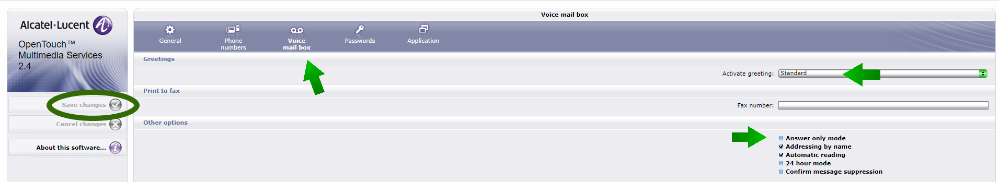 Voice mail box
Alcatel·Lucent
OpenTouch™
Multimedia Services
2.4
General
Phone
numbers
Voice
mail box
Passwords
Application
Greetings
Activate greeting: Standard
Print to fax
Save changes
Fax number:
Cancel changes
Other options
About this software...
Answer only mode
Addressing by name
Automatic reading
24 hour mode
Confirm message suppression